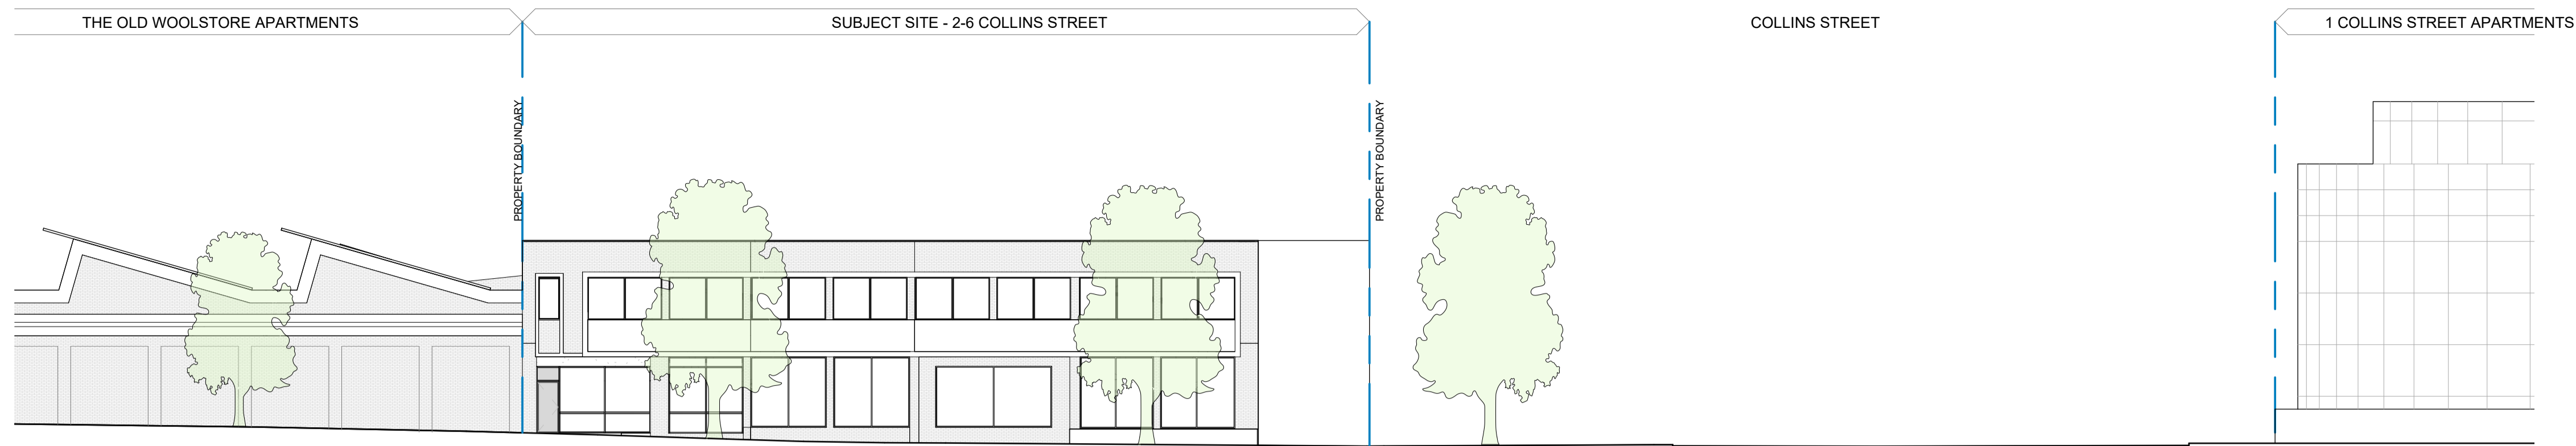 THE OLD WOOLSTORE APARTMENTS
SUBJECT SITE - 2-6 COLLINS STREET
COLLINS STREET
1 COLLINS STREET APARTMENTS
PROPERTY BOUNDARY
PROPERTY BOUNDARY